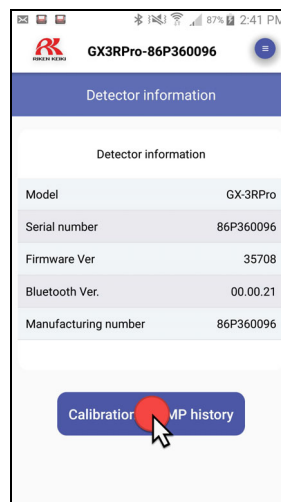 87% 2:41 PM
RIKEN KEIKI
GX3RPro-86P360096
Detector information
Detector information
Model GX-3RPro
Serial number 86P360096
Firmware Ver 35708
Bluetooth Ver. 00.00.21
Manufacturing number 86P360096
Calibration MP history